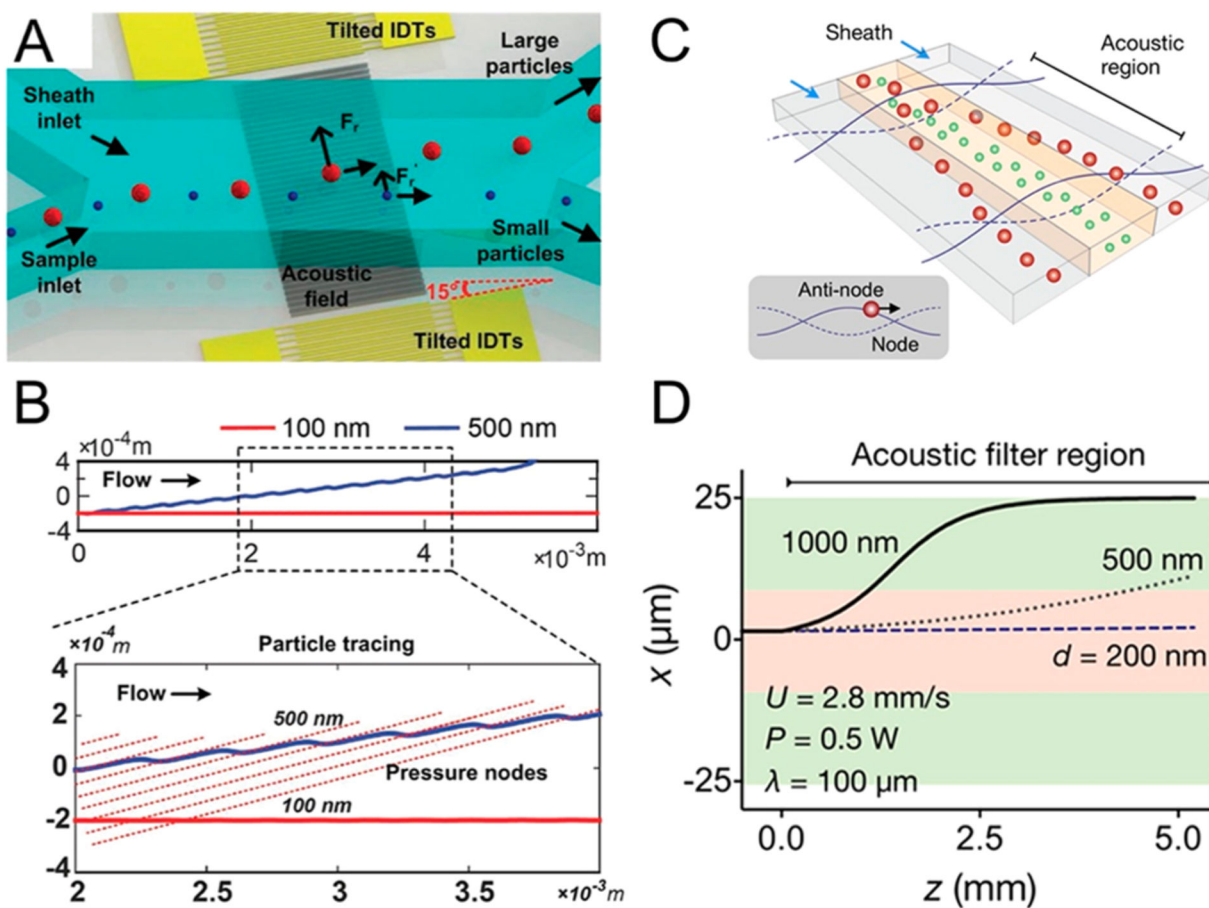 A
Tilted IDTs
Large
particles
Sheath
inlet
Fr
Fr'
Sample
inlet
Acoustic
field
15°
Small
particles
Tilted IDTs
C
Sheath
Acoustic
region
Anti-node
Node
B
100 nm
500 nm
×10⁻⁴m
4
0
-4
Flow
0
2
4
×10⁻³m
×10⁻⁴m
Particle tracing
4
2
0
-2
-4
Flow
500 nm
Pressure nodes
100 nm
2
2.5
3
3.5
×10⁻³m
D
Acoustic filter region
25
0
-25
x (µm)
1000 nm
500 nm
d = 200 nm
U = 2.8 mm/s
P = 0.5 W
λ = 100 µm
0.0
2.5
5.0
z (mm)